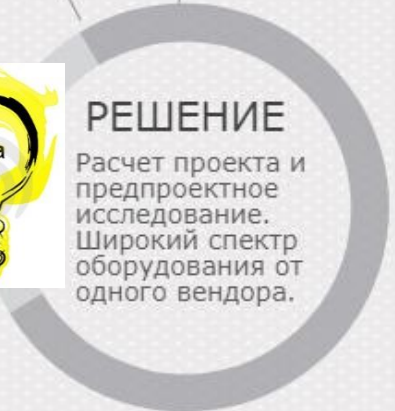 РЕШЕНИЕ
Расчет проекта и
предпроектное
исследование.
Широкий спектр
оборудования от
одного вендора.